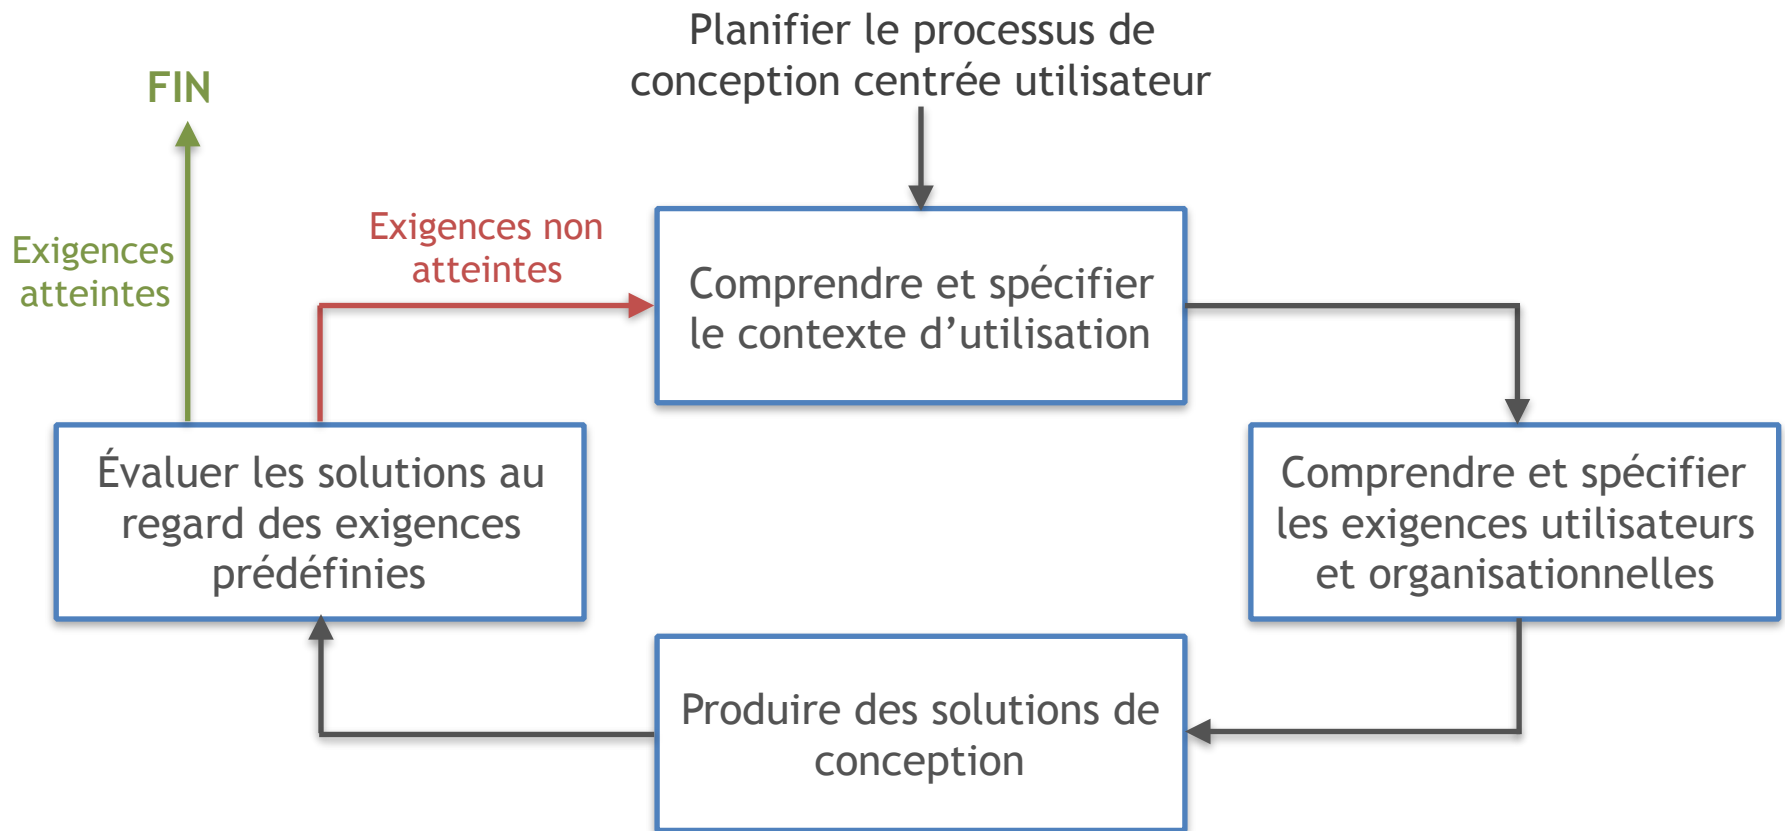 Planifier le processus de
conception centrée utilisateur
FIN
Exigences
atteintes
Exigences non
atteintes
Comprendre et spécifier
le contexte d’utilisation
Comprendre et spécifier
les exigences utilisateurs
et organisationnelles
Produire des solutions de
conception
Évaluer les solutions au
regard des exigences
prédéfinies